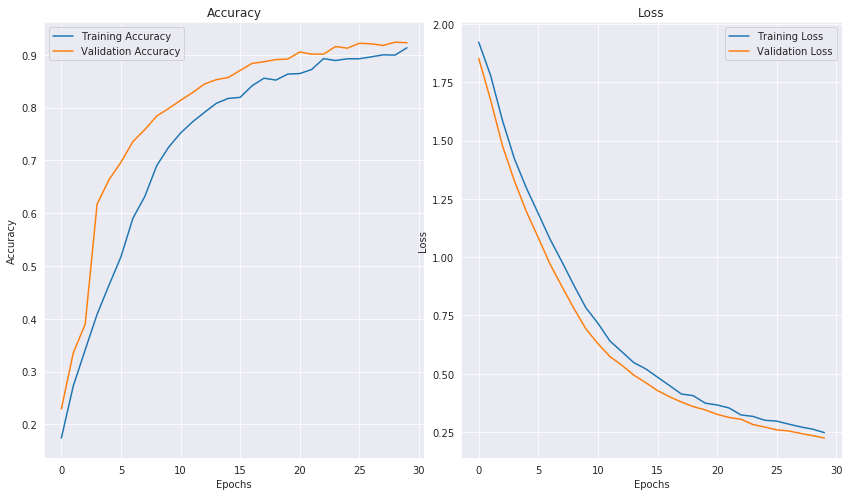 Accuracy
Training Accuracy
Validation Accuracy
0.9
0.8
0.7
0.6
0.5
0.4
0.3
0.2
Accuracy
0 5 10 15 20 25 30
Epochs
Loss
Training Loss
Validation Loss
2.00
1.75
1.50
1.25
1.00
0.75
0.50
0.25
Loss
0 5 10 15 20 25 30
Epochs